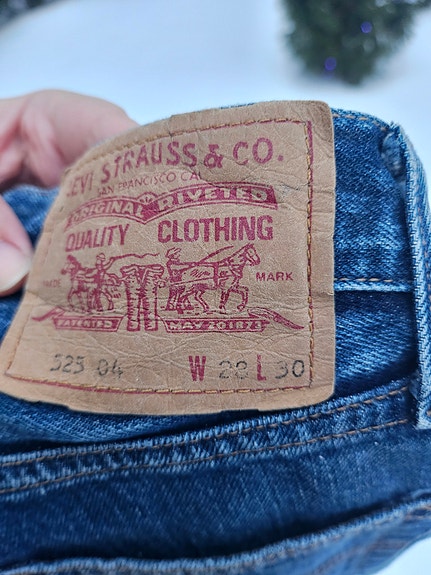 LEVI STRAUSS & CO.
SAN FRANCISCO CAL
ORIGINAL RIVETED
QUALITY CLOTHING
TRADE MARK
PATENTED MAY 20 1873
525 04 W 28 L 30